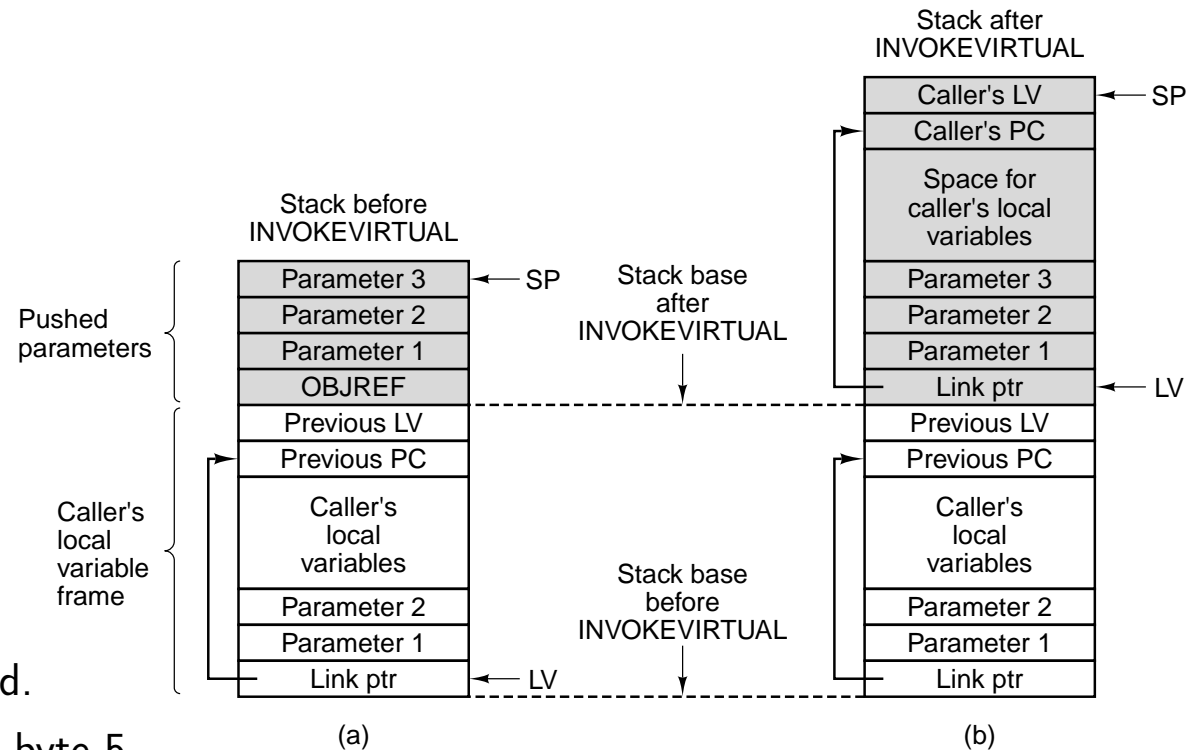 Stack after
INVOKEVIRTUAL
Caller's LV
SP
Caller's PC
Space for
caller's local
variables
Stack before
INVOKEVIRTUAL
Parameter 3
SP
Parameter 2
Parameter 1
OBJREF
Pushed
parameters
Stack base
after
INVOKEVIRTUAL
Parameter 3
Parameter 2
Parameter 1
Link ptr
LV
Previous LV
Previous PC
Caller's
local
variables
Parameter 2
Parameter 1
Link ptr
LV
Caller's
local
variable
frame
Stack base
before
INVOKEVIRTUAL
Previous LV
Previous PC
Caller's
local
variables
Parameter 2
Parameter 1
Link ptr
d.
byte 5
(a)
(b)